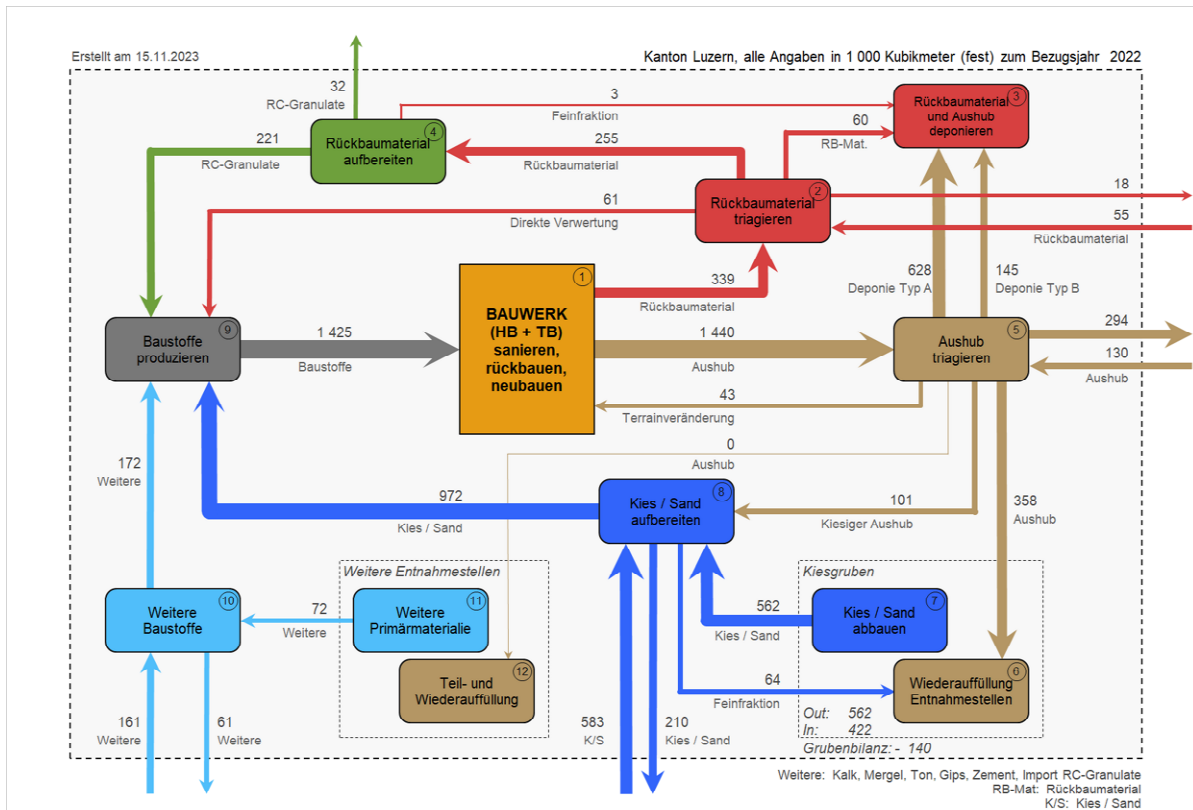 Erstellt am 15.11.2023
Kanton Luzern, alle Angaben in 1 000 Kubikmeter (fest) zum Bezugsjahr 2022
32
RC-Granulate
3
Feinfraktion
3
Rückbaumaterial
und Aushub
deponieren
4
Rückbaumaterial
aufbereiten
221
RC-Granulate
255
Rückbaumaterial
60
RB-Mat.
2
Rückbaumaterial
triagieren
18
55
Rückbaumaterial
61
Direkte Verwertung
339
Rückbaumaterial
628
Deponie Typ A
145
Deponie Typ B
1
BAUWERK
(HB + TB)
sanieren,
rückbauen,
neubauen
9
Baustoffe
produzieren
1 425
Baustoffe
1 440
Aushub
5
Aushub
triagieren
294
130
Aushub
43
Terrainveränderung
0
Aushub
172
Weitere
972
Kies / Sand
8
Kies / Sand
aufbereiten
101
Kiesiger Aushub
358
Aushub
Weitere Entnahmestellen
Kiesgruben
10
Weitere
Baustoffe
72
Weitere
11
Weitere
Primärmaterialie
562
Kies / Sand
7
Kies / Sand
abbauen
12
Teil- und
Wiederauffüllung
64
Feinfraktion
6
Wiederauffüllung
Entnahmestellen
161
Weitere
61
Weitere
583
K/S
210
Kies / Sand
Out: 562
In: 422
Grubenbilanz: - 140
Weitere: Kalk, Mergel, Ton, Gips, Zement, Import RC-Granulate
RB-Mat: Rückbaumaterial
K/S: Kies / Sand